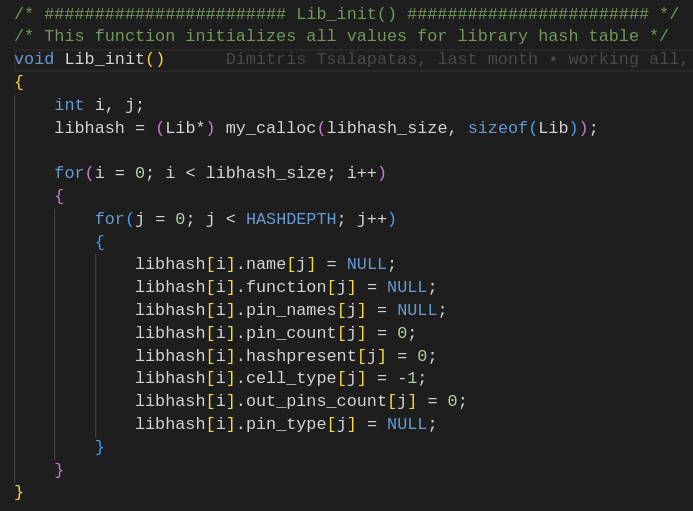 /* ######################## Lib_init() ######################## */
/* This function initializes all values for library hash table */
void Lib_init()      Dimitris Tsalapatas, last month • working all,
{
    int i, j;
    libhash = (Lib*) my_calloc(libhash_size, sizeof(Lib));

    for(i = 0; i < libhash_size; i++)
    {
        for(j = 0; j < HASHDEPTH; j++)
        {
            libhash[i].name[j] = NULL;
            libhash[i].function[j] = NULL;
            libhash[i].pin_names[j] = NULL;
            libhash[i].pin_count[j] = 0;
            libhash[i].hashpresent[j] = 0;
            libhash[i].cell_type[j] = -1;
            libhash[i].out_pins_count[j] = 0;
            libhash[i].pin_type[j] = NULL;
        }
    }
}